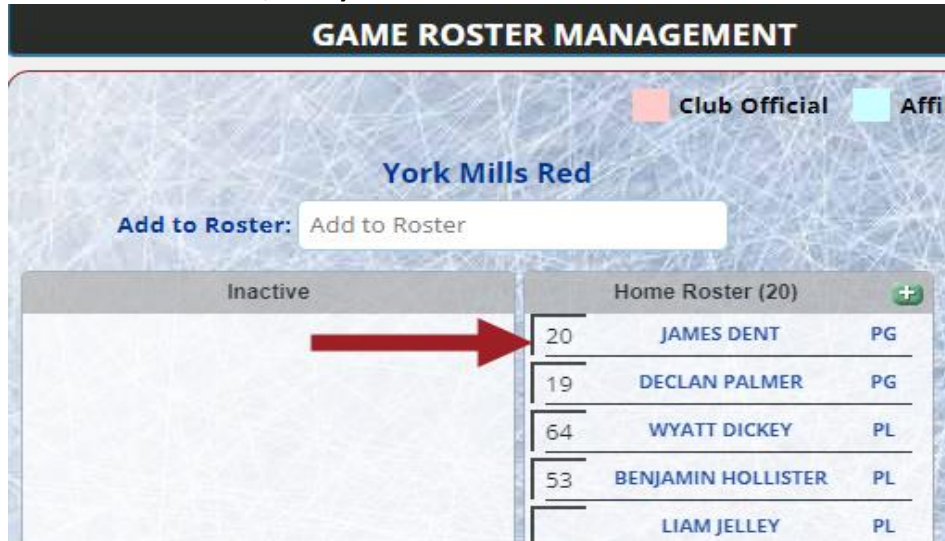 GAME ROSTER MANAGEMENT
Club Official Affi
York Mills Red
Add to Roster: Add to Roster
Inactive Home Roster (20)
20 JAMES DENT PG
19 DECLAN PALMER PG
64 WYATT DICKEY PL
53 BENJAMIN HOLLISTER PL
LIAM JELLEY PL